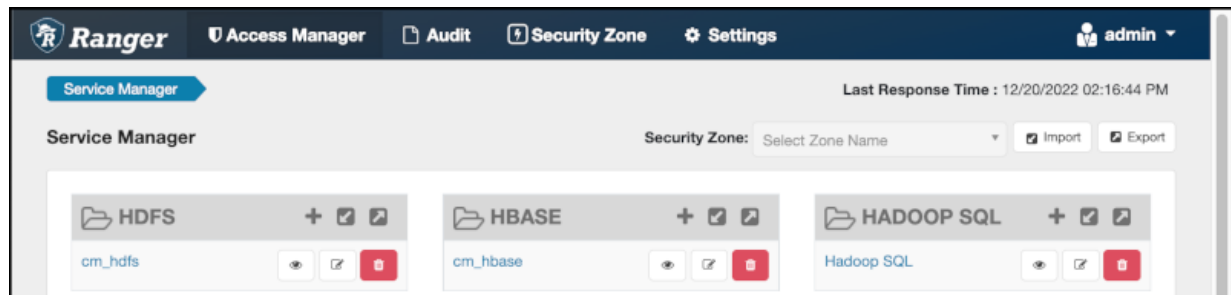 Ranger Access Manager Audit Security Zone Settings admin
Service Manager Last Response Time : 12/20/2022 02:16:44 PM
Service Manager Security Zone: Select Zone Name Import Export
HDFS HBASE HADOOP SQL
cm_hdfs cm_hbase Hadoop SQL